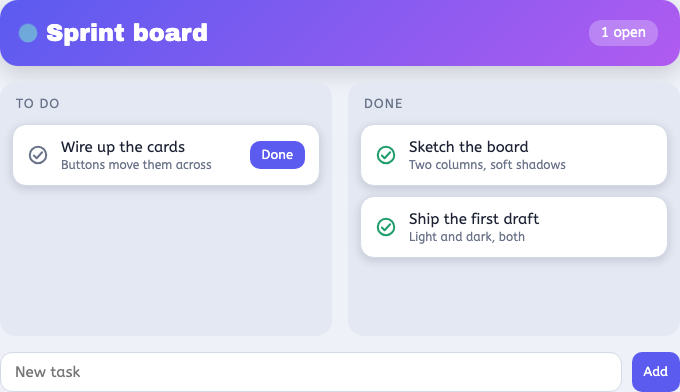 Sprint board
1 open
TO DO
Wire up the cards
Buttons move them across
Done
DONE
Sketch the board
Two columns, soft shadows
Ship the first draft
Light and dark, both
New task
Add